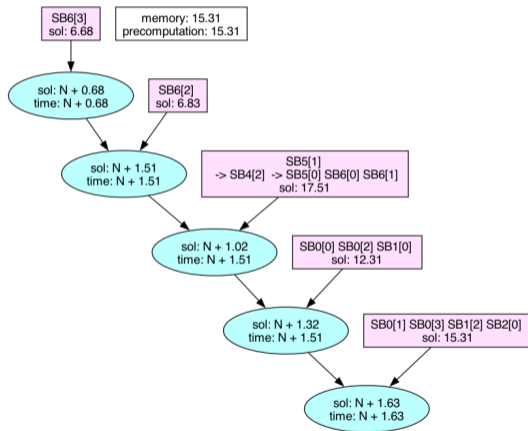 SB6[3]
sol: 6.68
memory: 15.31
precomputation: 15.31
sol: N + 0.68
time: N + 0.68
SB6[2]
sol: 6.83
sol: N + 1.51
time: N + 1.51
SB5[1]
-> SB4[2] -> SB5[0] SB6[0] SB6[1]
sol: 17.51
sol: N + 1.02
time: N + 1.51
SB0[0] SB0[2] SB1[0]
sol: 12.31
sol: N + 1.32
time: N + 1.51
SB0[1] SB0[3] SB1[2] SB2[0]
sol: 15.31
sol: N + 1.63
time: N + 1.63